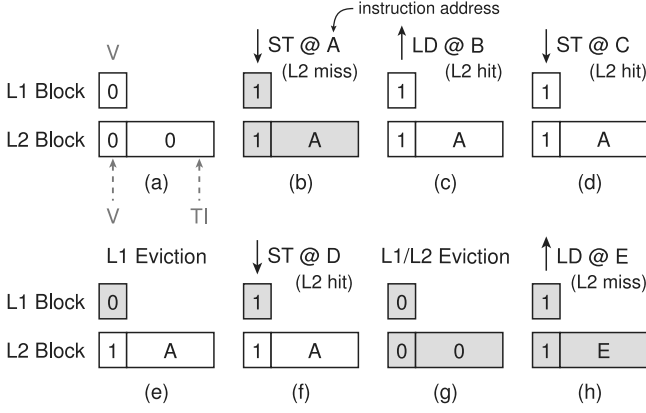 instruction address
V
ST @ A
(L2 miss)
LD @ B
(L2 hit)
ST @ C
(L2 hit)
L1 Block 0 1 1 1
L2 Block 0 0 1 A 1 A 1 A
(a) (b) (c) (d)
V TI
L1 Eviction
ST @ D
(L2 hit)
L1/L2 Eviction
LD @ E
(L2 miss)
L1 Block 0 1 0 1
L2 Block 1 A 1 A 0 0 1 E
(e) (f) (g) (h)